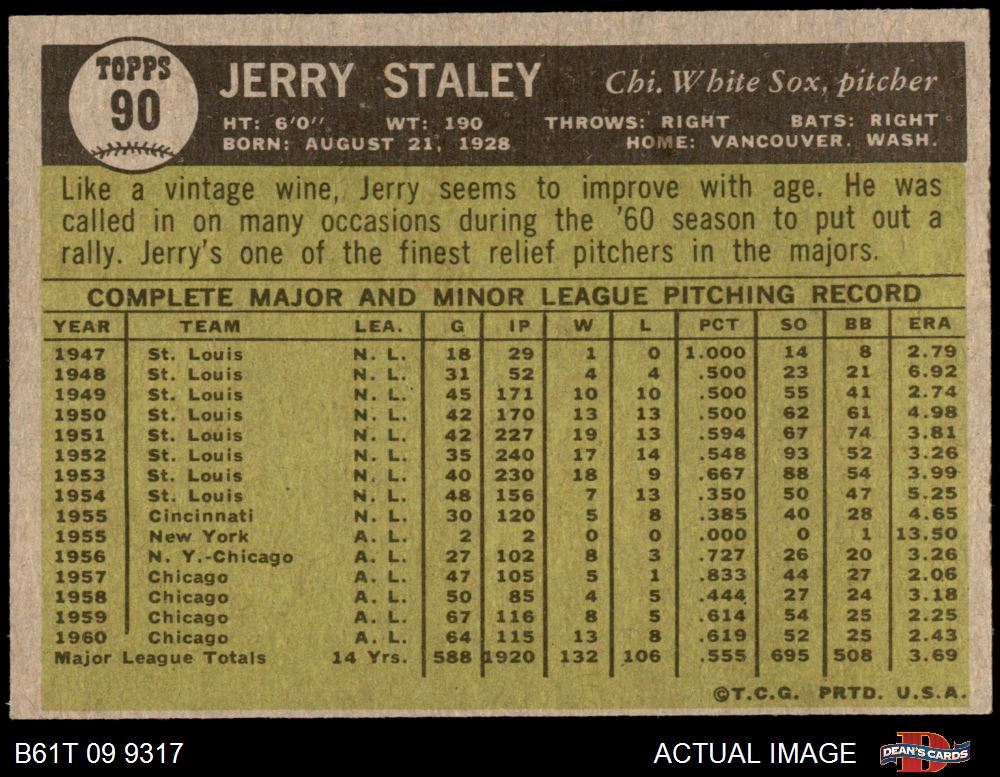 TOPPS
90
JERRY STALEY Chi. White Sox, pitcher
HT: 6'0" WT: 190 THROWS: RIGHT BATS: RIGHT
BORN: AUGUST 21, 1928 HOME: VANCOUVER. WASH.
Like a vintage wine, Jerry seems to improve with age. He was
called in on many occasions during the '60 season to put out a
rally. Jerry's one of the finest relief pitchers in the majors.
COMPLETE MAJOR AND MINOR LEAGUE PITCHING RECORD
YEAR TEAM LEA. G IP W L PCT SO BB ERA
1947 St. Louis N. L. 18 29 1 0 1.000 14 8 2.79
1948 St. Louis N. L. 31 52 4 4 .500 23 21 6.92
1949 St. Louis N. L. 45 171 10 10 .500 55 41 2.74
1950 St. Louis N. L. 42 170 13 13 .500 62 61 4.98
1951 St. Louis N. L. 42 227 19 13 .594 67 74 3.81
1952 St. Louis N. L. 35 240 17 14 .548 93 52 3.26
1953 St. Louis N. L. 40 230 18 9 .667 88 54 3.99
1954 St. Louis N. L. 48 156 7 13 .350 50 47 5.25
1955 Cincinnati N. L. 30 120 5 8 .385 40 28 4.65
1955 New York A. L. 2 2 0 0 .000 0 1 13.50
1956 N. Y.-Chicago A. L. 27 102 8 3 .727 26 20 3.26
1957 Chicago A. L. 47 105 5 1 .833 44 27 2.06
1958 Chicago A. L. 50 85 4 5 .444 27 24 3.18
1959 Chicago A. L. 67 116 8 5 .614 54 25 2.25
1960 Chicago A. L. 64 115 13 8 .619 52 25 2.43
Major League Totals 14 Yrs. 588 1920 132 106 .555 695 508 3.69
©T.C.G. PRTD. U.S.A.
B61T 09 9317 ACTUAL IMAGE DEAN'S CARDS